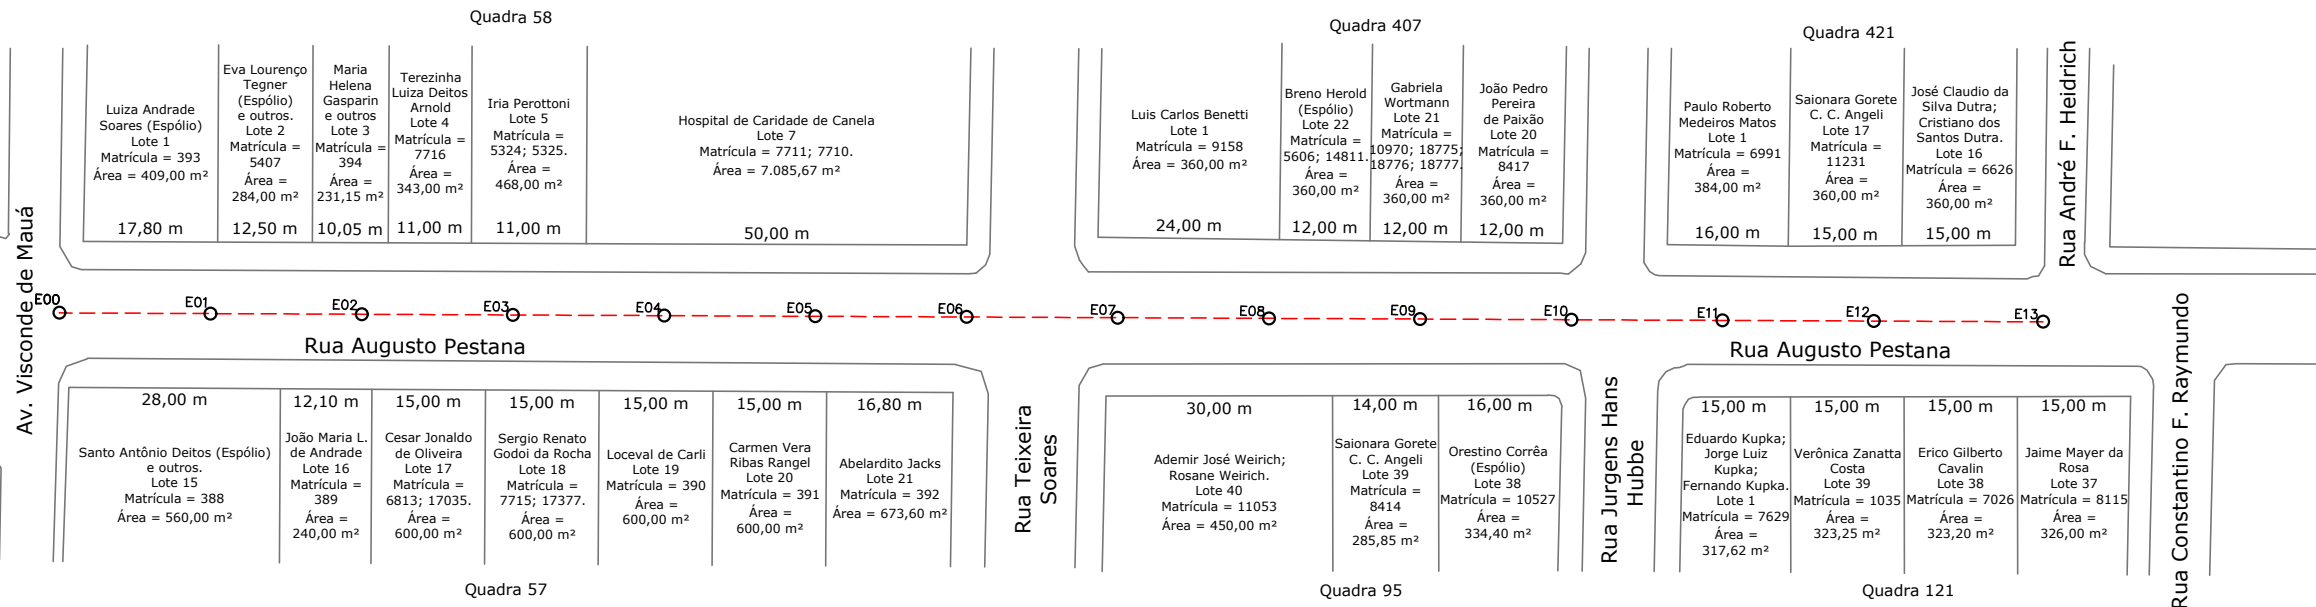 Quadra 58
Quadra 407
Quadra 421
Luiza Andrade
Soares (Espólio)
Lote 1
Matrícula = 393
Área = 409,00 m²
17,80 m
Eva Lourenço
Tegner
(Espólio)
e outros.
Lote 2
Matrícula =
5407
Área =
284,00 m²
12,50 m
Maria
Helena
Gasparin
e outros
Lote 3
Matrícula =
394
Área =
231,15 m²
10,05 m
Terezinha
Luiza Deitos
Arnold
Lote 4
Matrícula =
7716
Área =
343,00 m²
11,00 m
Iria Perottoni
Lote 5
Matrícula =
5324; 5325.
Área =
468,00 m²
11,00 m
Hospital de Caridade de Canela
Lote 7
Matrícula = 7711; 7710.
Área = 7.085,67 m²
50,00 m
Luis Carlos Benetti
Lote 1
Matrícula = 9158
Área = 360,00 m²
24,00 m
Breno Herold
(Espólio)
Lote 22
Matrícula =
5606; 14811.
Área =
360,00 m²
12,00 m
Gabriela
Wortmann
Lote 21
Matrícula =
10970; 18775;
18776; 18777.
Área =
360,00 m²
12,00 m
João Pedro
Pereira
de Paixão
Lote 20
Matrícula =
8417
Área =
360,00 m²
12,00 m
Paulo Roberto
Medeiros Matos
Lote 1
Matrícula = 6991
Área =
384,00 m²
16,00 m
Saionara Gorete
C. C. Angeli
Lote 17
Matrícula =
11231
Área =
360,00 m²
15,00 m
José Claudio da
Silva Dutra;
Cristiano dos
Santos Dutra.
Lote 16
Matrícula = 6626
Área =
360,00 m²
15,00 m
Rua André F. Heidrich
Av. Visconde de Mauá
E00
E01
E02
E03
E04
E05
E06
E07
E08
E09
E10
E11
E12
E13
Rua Augusto Pestana
Rua Augusto Pestana
28,00 m
Santo Antônio Deitos (Espólio)
e outros.
Lote 15
Matrícula = 388
Área = 560,00 m²
12,10 m
João Maria L.
de Andrade
Lote 16
Matrícula =
389
Área =
240,00 m²
15,00 m
Cesar Jonaldo
de Oliveira
Lote 17
Matrícula =
6813; 17035.
Área =
600,00 m²
15,00 m
Sergio Renato
Godoi da Rocha
Lote 18
Matrícula =
7715; 17377.
Área =
600,00 m²
15,00 m
Loceval de Carli
Lote 19
Matrícula = 390
Área =
600,00 m²
15,00 m
Carmen Vera
Ribas Rangel
Lote 20
Matrícula = 391
Área =
600,00 m²
16,80 m
Abelardito Jacks
Lote 21
Matrícula = 392
Área = 673,60 m²
Rua Teixeira
Soares
30,00 m
Ademir José Weirich;
Rosane Weirich.
Lote 40
Matrícula = 11053
Área = 450,00 m²
14,00 m
Saionara Gorete
C. C. Angeli
Lote 39
Matrícula =
8414
Área =
285,85 m²
16,00 m
Orestino Corrêa
(Espólio)
Lote 38
Matrícula = 10527
Área =
334,40 m²
Rua Jurgens Hans
Hubbe
15,00 m
Eduardo Kupka;
Jorge Luiz
Kupka;
Fernando Kupka.
Lote 1
Matrícula = 7629
Área =
317,62 m²
15,00 m
Verônica Zanatta
Costa
Lote 39
Matrícula = 1035
Área =
323,25 m²
15,00 m
Erico Gilberto
Cavalin
Lote 38
Matrícula = 7026
Área =
323,20 m²
15,00 m
Jaime Mayer da
Rosa
Lote 37
Matrícula = 8115
Área =
326,00 m²
Rua Constantino F. Raymundo
Quadra 57
Quadra 95
Quadra 121